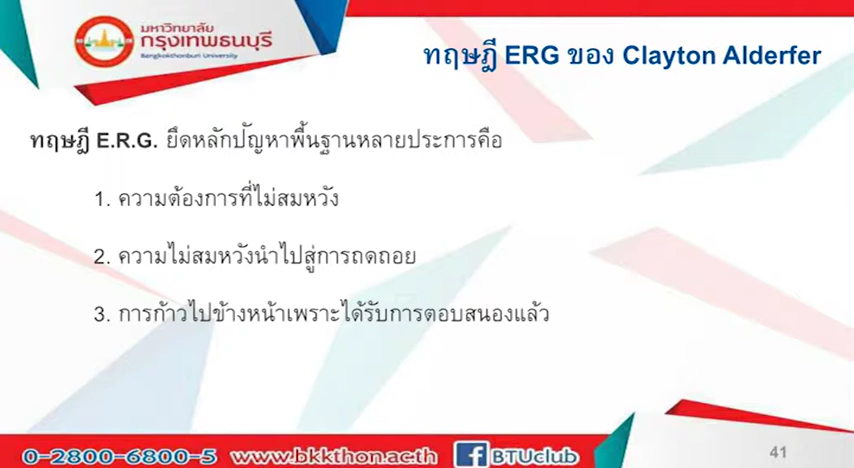 มหาวิทยาลัย
กรุงเทพธนบุรี
Bangkokthonburi University
ทฤษฎี ERG ของ Clayton Alderfer
ทฤษฎี E.R.G. ยึดหลักปัญหาพื้นฐานหลายประการคือ
1. ความต้องการที่ไม่สมหวัง
2. ความไม่สมหวังนำไปสู่การถดถอย
3. การก้าวไปข้างหน้าเพราะได้รับการตอบสนองแล้ว
0-2800-6800-5 www.bkkthon.ac.th f BTUclub
41